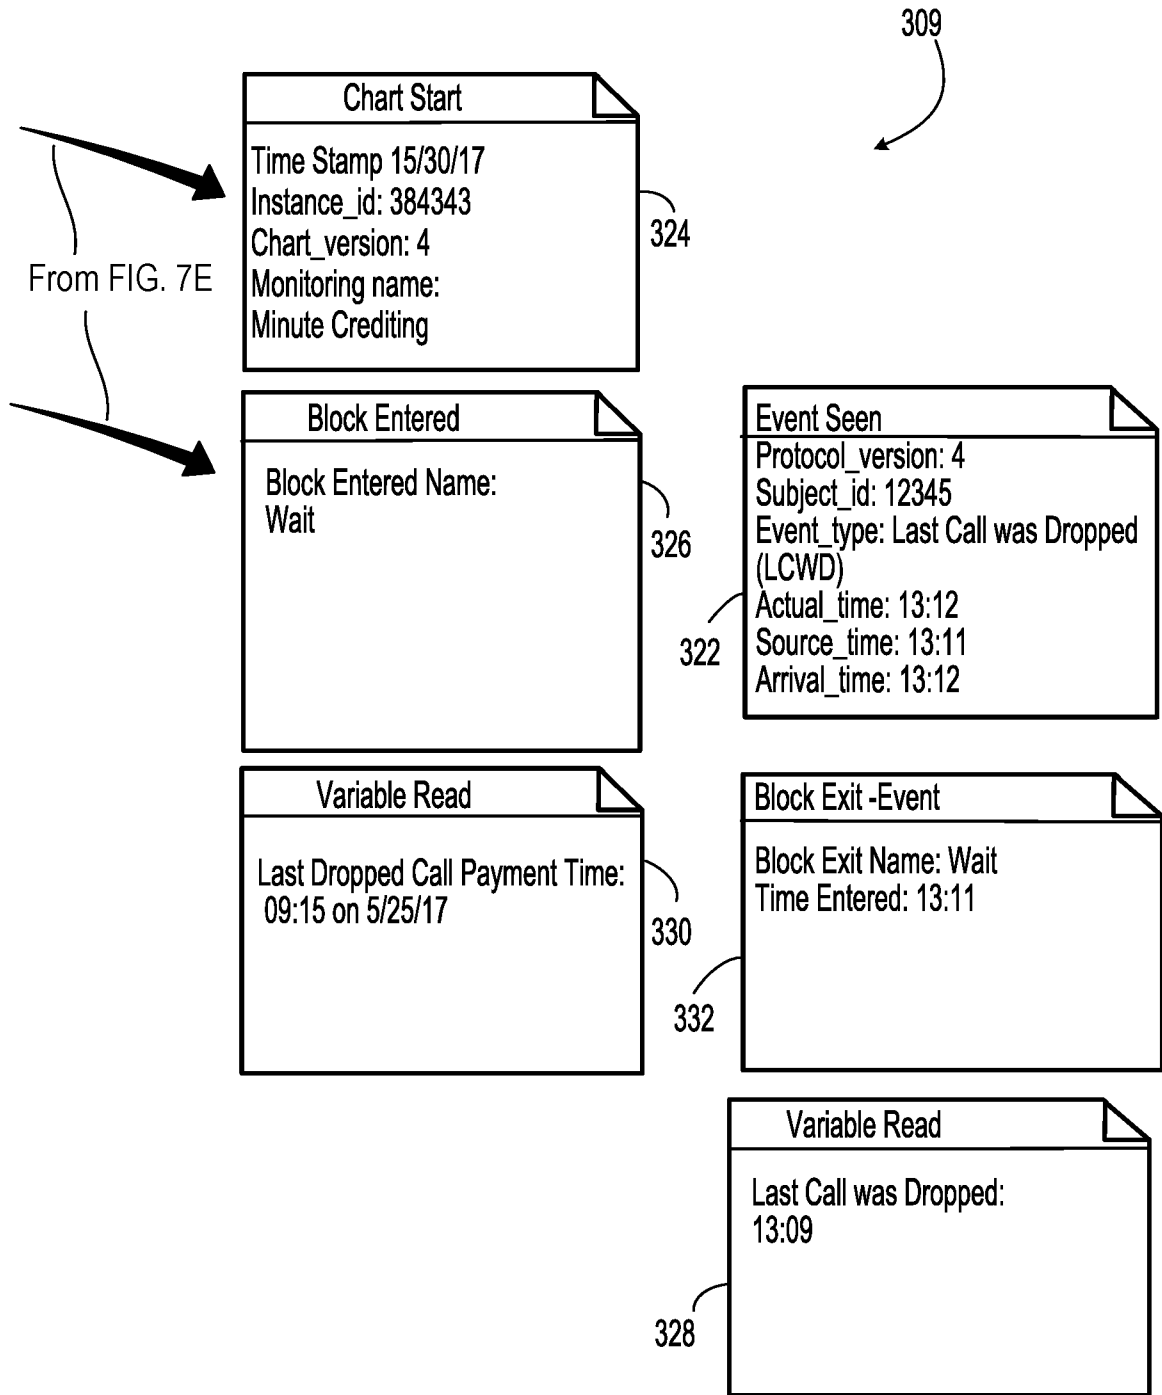 309
Chart Start
Time Stamp 15/30/17
Instance_id: 384343
Chart_version: 4
Monitoring name:
Minute Crediting
324
From FIG. 7E
Block Entered
Block Entered Name:
Wait
326
Event Seen
Protocol_version: 4
Subject_id: 12345
Event_type: Last Call was Dropped
(LCWD)
Actual_time: 13:12
Source_time: 13:11
Arrival_time: 13:12
322
Variable Read
Last Dropped Call Payment Time:
09:15 on 5/25/17
330
Block Exit -Event
Block Exit Name: Wait
Time Entered: 13:11
332
Variable Read
Last Call was Dropped:
13:09
328